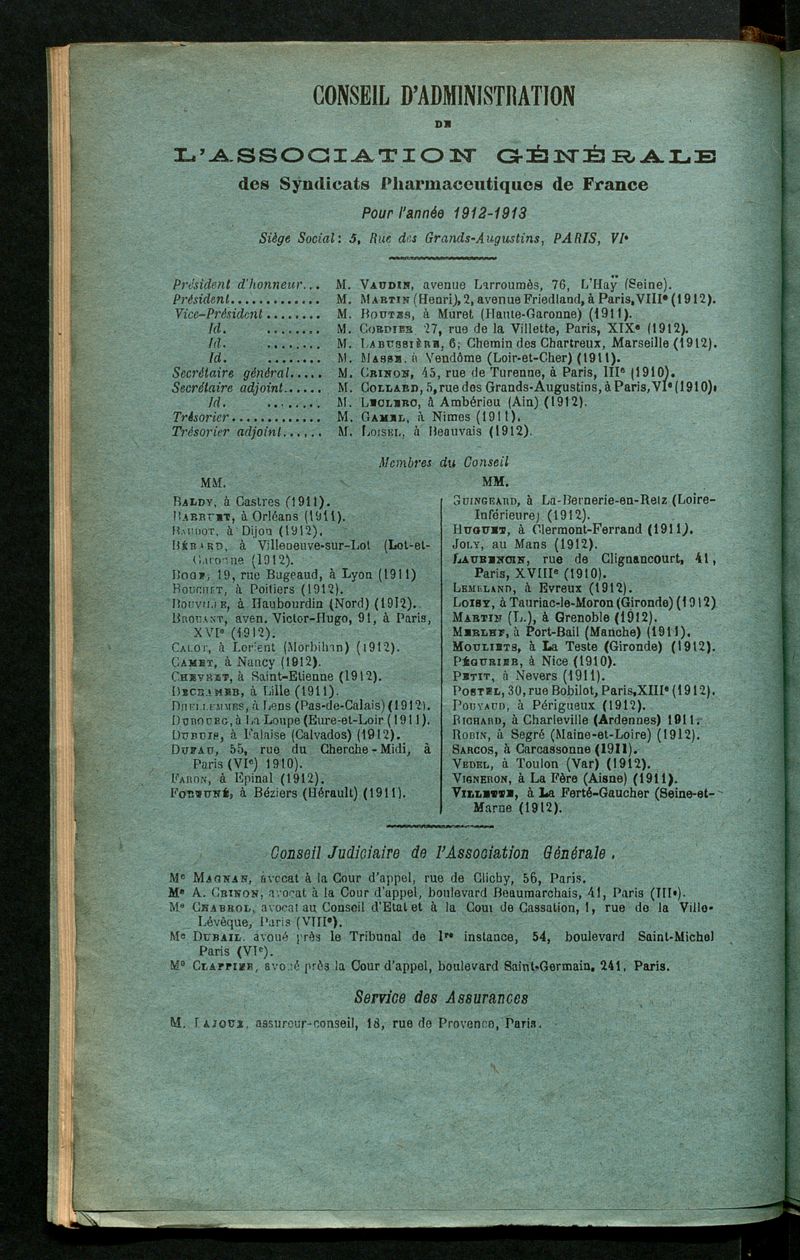 CONSEIL D'ADMINISTRATION
DE
L'ASSOCIATION GÉNÉRALE
des Syndicats Pharmaceutiques de France
Pour l'année 1912-1913
Siège Social: 5, Rue des Grands-Augustins, PARIS, VIe
Président d'honneur... M. VAUDIN, avenue Larroumès, 76, L'Haÿ (Seine).
Président............. M. MARTIN (Henri), 2, avenue Friedland, à Paris, VIIIe (1912).
Vice-Président........ M. BOUTES, à Muret (Haute-Garonne) (1911).
Id. ........ M. CORDIER 27, rue de la Villette, Paris, XIXe (1912).
Id. ........ M. LABUSSIÈRE, 6; Chemin des Chartreux, Marseille (1912).
Id. ........ M. MASSE, à Vendôme (Loir-et-Cher) (1911).
Secrétaire général..... M. CRINON, 45, rue de Turenne, à Paris, IIIe (1910).
Secrétaire adjoint...... M. COLLARD, 5, rue des Grands-Augustins, à Paris, VIe (1910).
Id. ........ M. LECLERC, à Ambérieu (Ain) (1912).
Trésorier............. M. GAMEL, à Nimes (1911).
Trésorier adjoint...... M. LOISEL, à Beauvais (1912).
Membres du Conseil
MM.
BALDY, à Castres (1911).
BARRUET, à Orléans (1911).
BAUDOT, à Dijon (1912).
BÉBARD, à Villeneuve-sur-Lot (Lot-et-
Garonne (1912).
BOGE, 19, rue Bugeaud, à Lyon (1911)
BOUCHET, à Poitiers (1912).
BOUVILLE, à Haubourdin (Nord) (1912).
BROUANT, aven. Victor-Hugo, 91, à Paris,
XVIe (1912).
CALOT, à Lorient (Morbihan) (1912).
CAMET, à Nancy (1912).
CHEVRET, à Saint-Etienne (1912).
DECRAMER, à Lille (1911).
DUELLEMMES, à Lens (Pas-de-Calais) (1912).
DUBOURG, à La Loupe (Eure-et-Loir (1911).
DUBUIS, à Falaise (Calvados) (1912).
DUFAU, 55, rue du Cherche-Midi, à
Paris (VIe) 1910).
FARON, à Epinal (1912).
FORTUNÉ, à Béziers (Hérault) (1911).
MM.
GUINGEARD, à La-Bernerie-en-Retz (Loire-
Inférieure) (1912).
HUGUET, à Clermont-Ferrand (1911).
JOLY, au Mans (1912).
LAURENCIN, rue de Clignancourt, 41,
Paris, XVIIIe (1910).
LEMELAND, à Evreux (1912).
LOISY, à Tauriac-le-Moron (Gironde) (1912)
MARTIN (L.), à Grenoble (1912).
MERLET, à Port-Bail (Manche) (1911).
MOULIETS, à La Teste (Gironde) (1912).
PÉGURIER, à Nice (1910).
PETIT, à Nevers (1911).
POSTEL, 30, rue Bobilot, Paris, XIIIe (1912).
POUYAUD, à Périgueux (1912).
RICHARD, à Charleville (Ardennes) 1911.
ROBIN, à Segré (Maine-et-Loire) (1912).
SARCOS, à Carcassonne (1911).
VEDEL, à Toulon (Var) (1912).
VIGNERON, à La Fère (Aisne) (1911).
VILLETTE, à La Ferté-Gaucher (Seine-et-
Marne (1912).
Conseil Judiciaire de l'Association Générale.
Me MAGNAN, avocat à la Cour d'appel, rue de Clichy, 56, Paris.
Me A. CRINON, avocat à la Cour d'appel, boulevard Beaumarchais, 41, Paris (IIIe).
Me CHABROL, avocat au Conseil d'Etat et à la Cour de Cassation, 1, rue de la Ville-
Lévêque, Paris (VIIIe).
Me DUBAIL, avoué près le Tribunal de 1re instance, 54, boulevard Saint-Michel
Paris (VIe).
Me CLAPPIER, avoué près la Cour d'appel, boulevard Saint-Germain, 241, Paris.
Service des Assurances
M. LAJOUX, assureur-conseil, 18, rue de Provence, Paris.